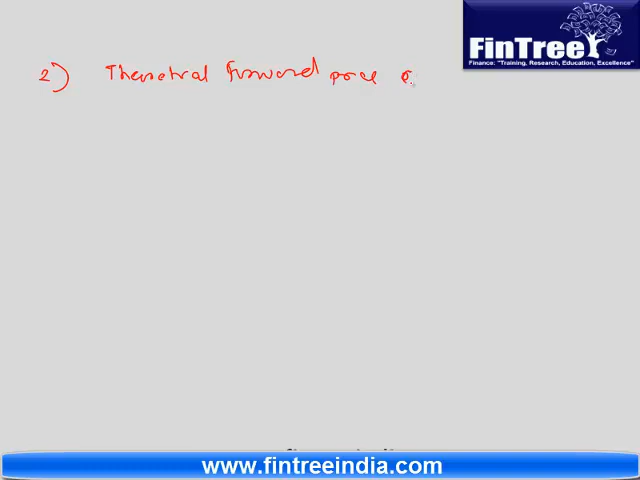 FinTree
Finance: "Training, Research, Education, Excellence"
2) Theoretical forward price
www.fintreeindia.com